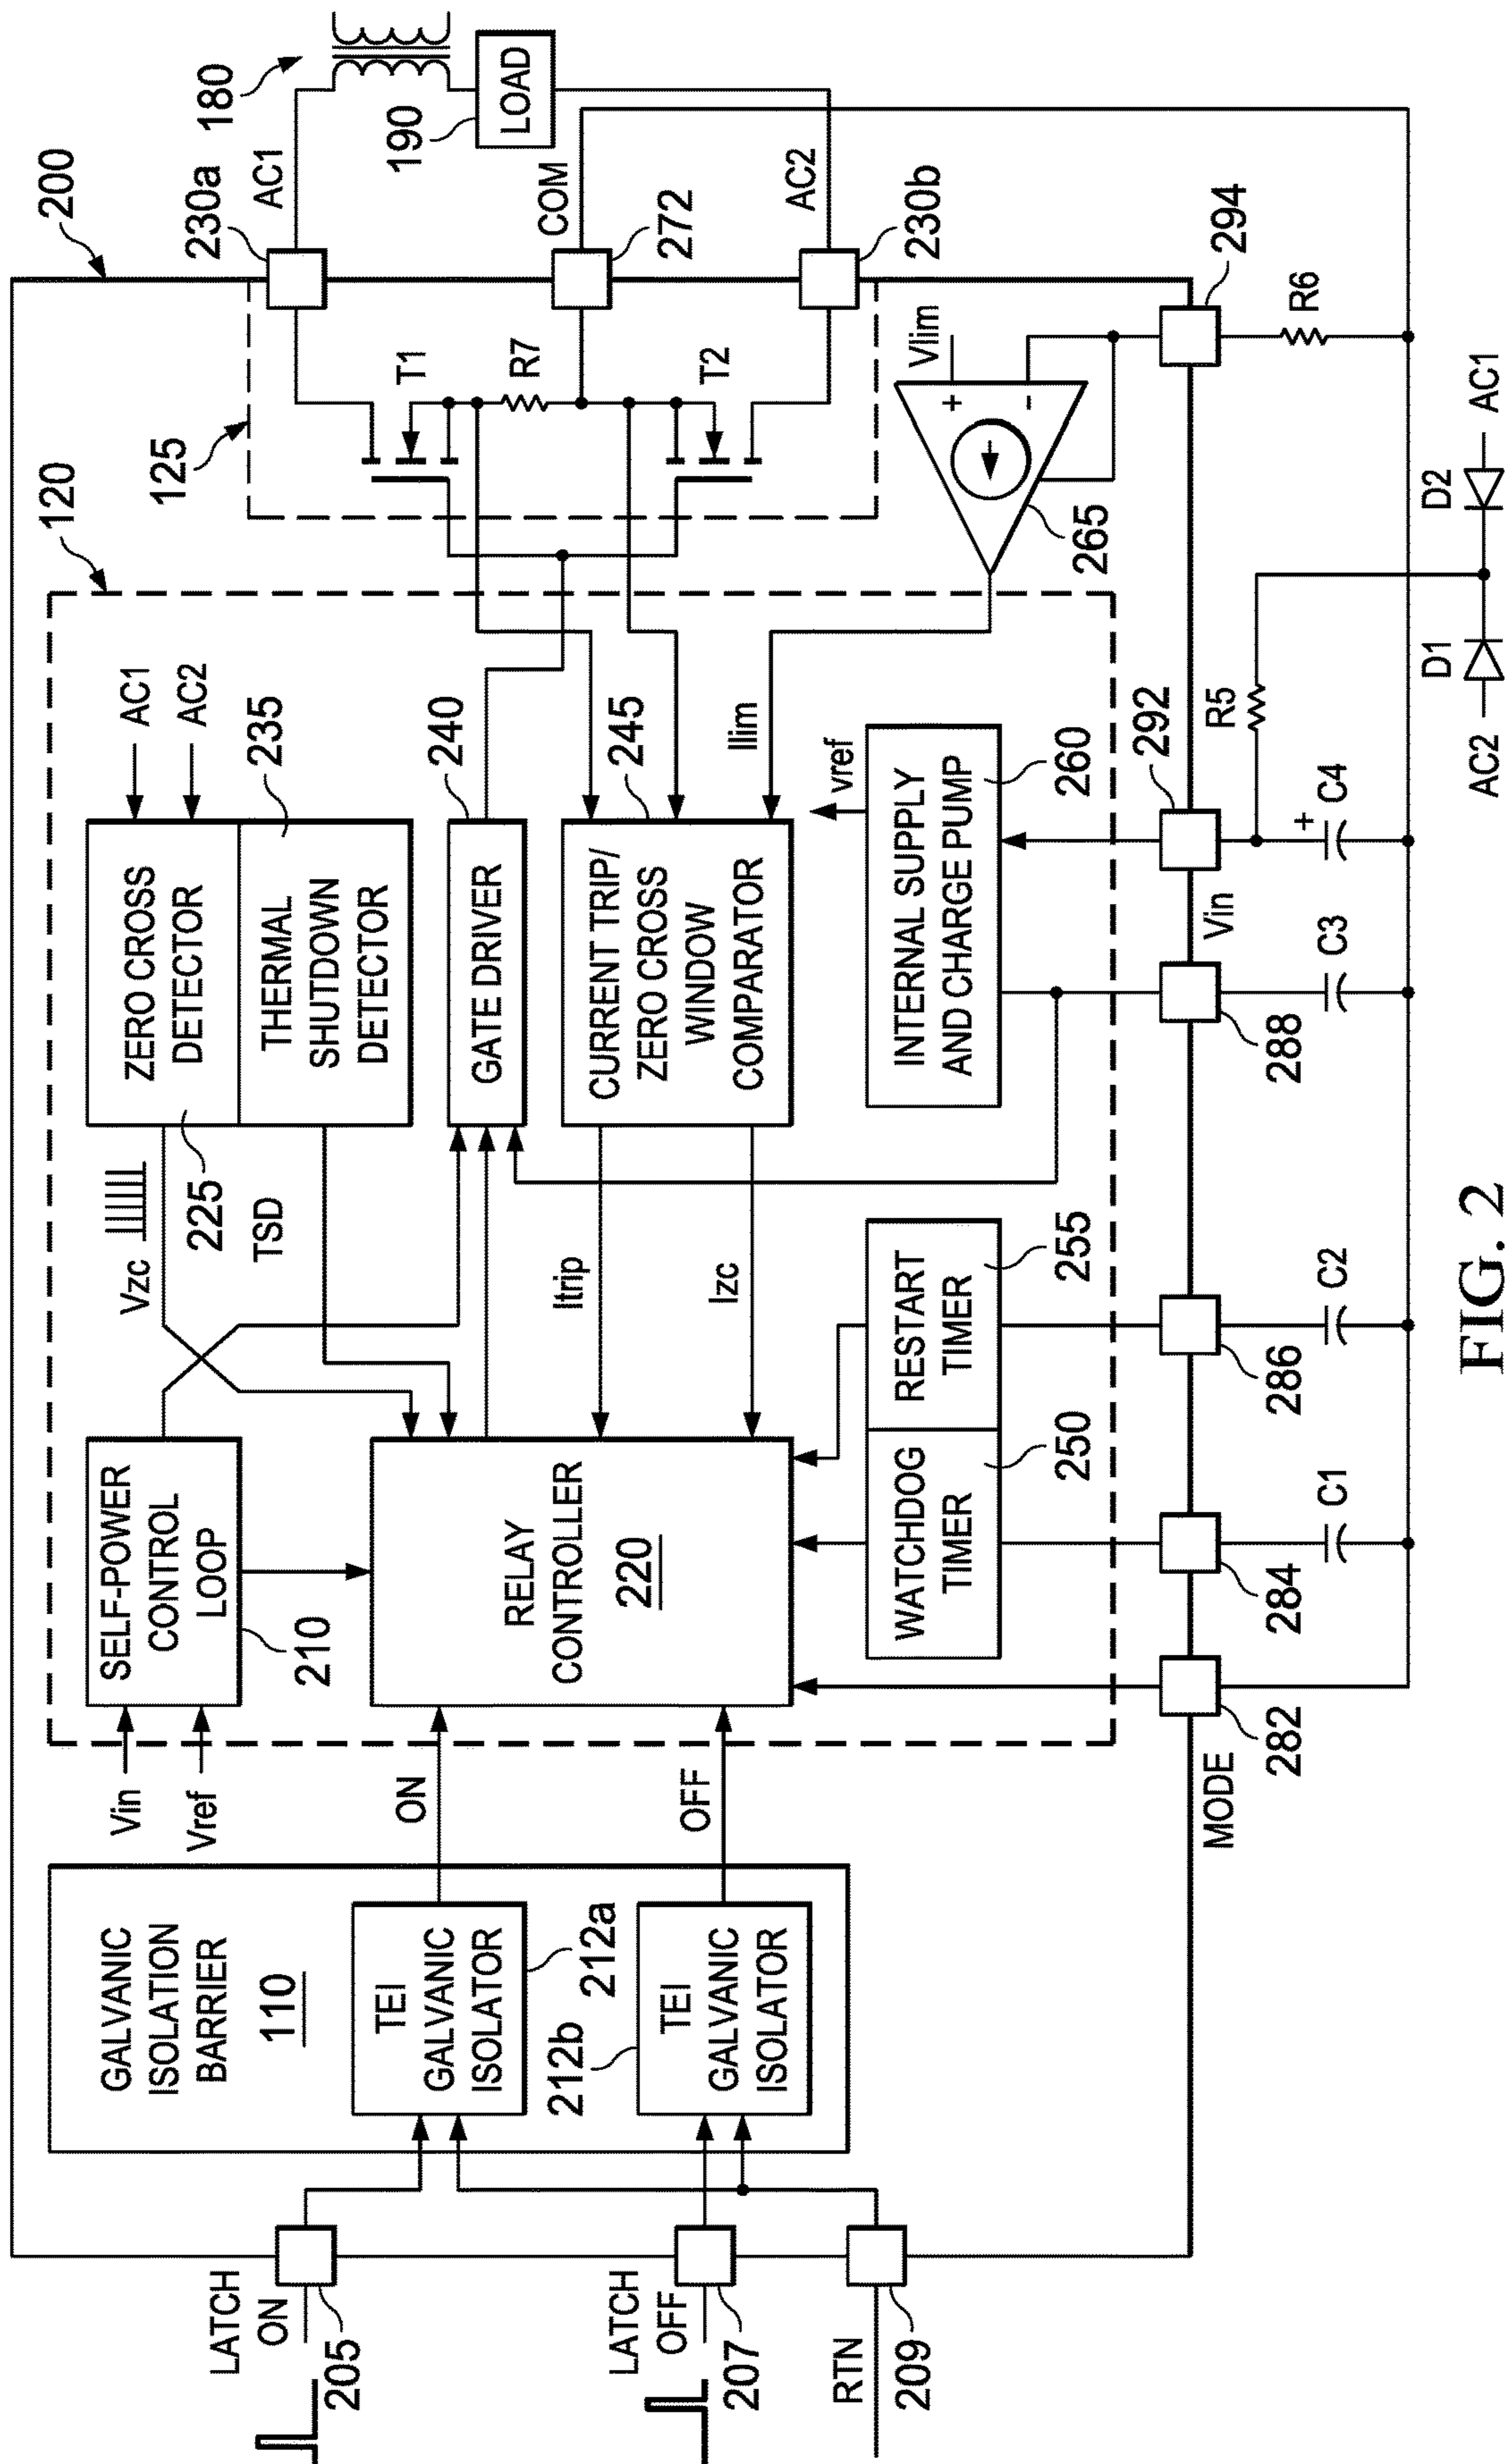 200
120
125
180
190
LOAD
AC1
230a
COM
272
AC2
230b
T1
R7
T2
Vlim
+
-
265
294
R6
AC1
AC2
ZERO CROSS
DETECTOR
225
THERMAL
SHUTDOWN
DETECTOR
235
Vzc
TSD
240
GATE DRIVER
245
CURRENT TRIP/
ZERO CROSS
WINDOW
COMPARATOR
Ilim
Itrip
Izc
vref
INTERNAL SUPPLY
AND CHARGE PUMP
260
SELF-POWER
CONTROL
LOOP
210
Vin
Vref
RELAY
CONTROLLER
220
WATCHDOG
TIMER
250
RESTART
TIMER
255
ON
OFF
GALVANIC
ISOLATION
BARRIER
110
TEI
GALVANIC
ISOLATOR
212a
212b
TEI
GALVANIC
ISOLATOR
LATCH
ON
205
LATCH
OFF
207
RTN
209
MODE
282
284
C1
286
C2
288
C3
Vin
292
+
C4
R5
AC2
D1
D2
AC1
FIG. 2